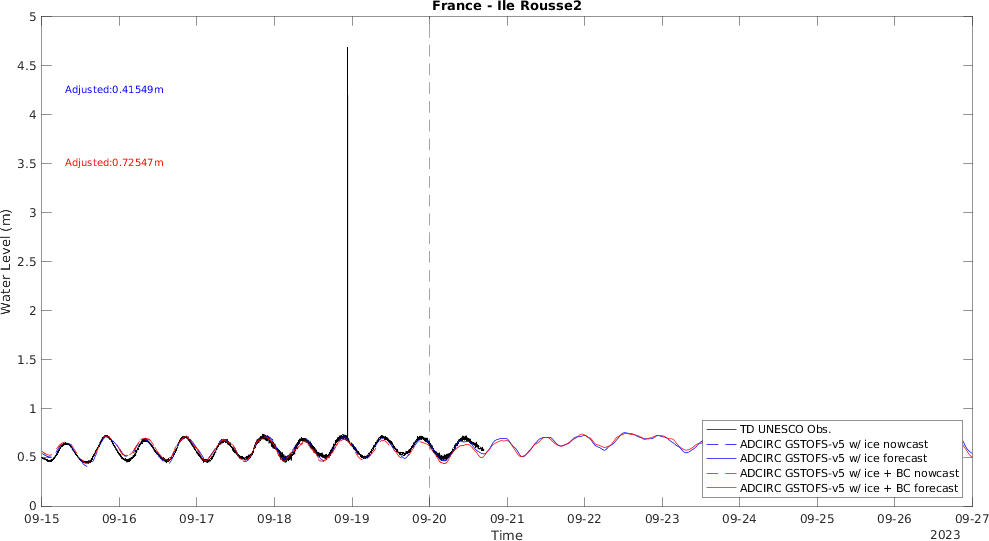 France - Ile Rousse2
5
4.5
4
3.5
3
2.5
2
1.5
1
0.5
0
Water Level (m)
Adjusted:0.41549m
Adjusted:0.72547m
TD UNESCO Obs.
ADCIRC GSTOFS-v5 w/ ice nowcast
ADCIRC GSTOFS-v5 w/ ice forecast
ADCIRC GSTOFS-v5 w/ ice + BC nowcast
ADCIRC GSTOFS-v5 w/ ice + BC forecast
09-15 09-16 09-17 09-18 09-19 09-20 09-21 09-22 09-23 09-24 09-25 09-26 09-27
Time
2023